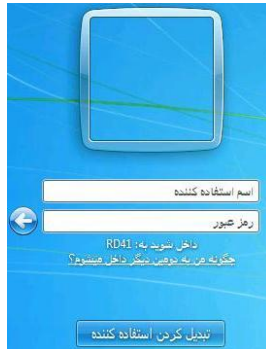 اسم استفاده کننده
رمز عبور
داخل شوید به: RD41
چگونه من به دومین دیگر داخل میشوم؟
تبدیل کردن استفاده کننده